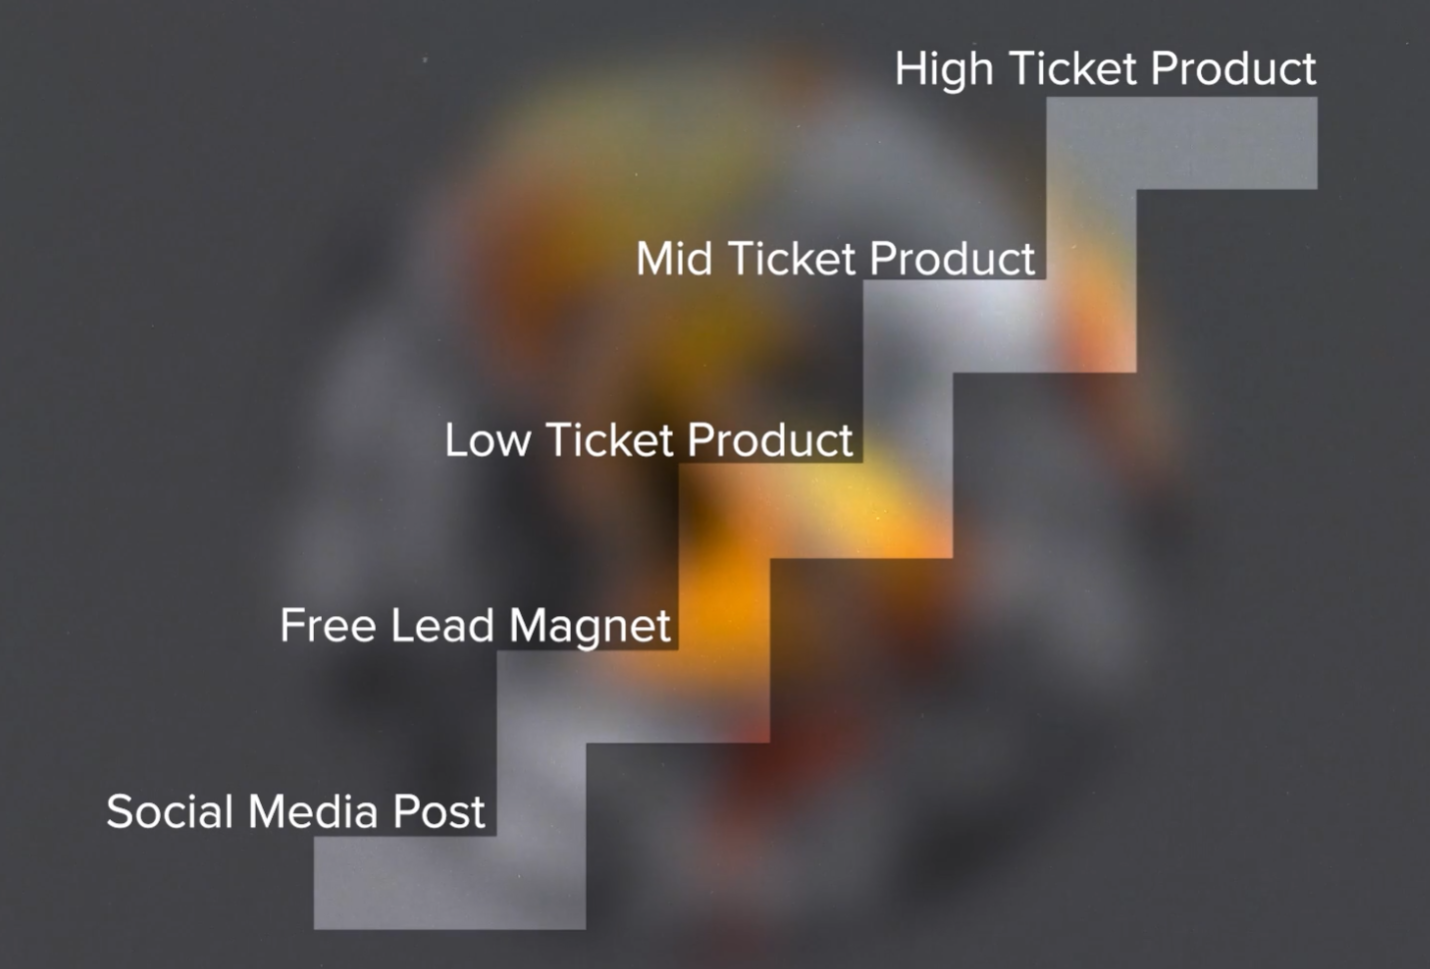 High Ticket Product
Mid Ticket Product
Low Ticket Product
Free Lead Magnet
Social Media Post